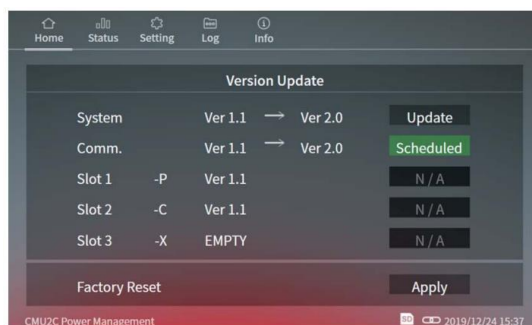 Home Status Setting Log Info
Version Update
System Ver 1.1 → Ver 2.0 Update
Comm. Ver 1.1 → Ver 2.0 Scheduled
Slot 1 -P Ver 1.1 N / A
Slot 2 -C Ver 1.1 N / A
Slot 3 -X EMPTY N / A
Factory Reset Apply
CMU2C Power Management SD 2019/12/24 15:37